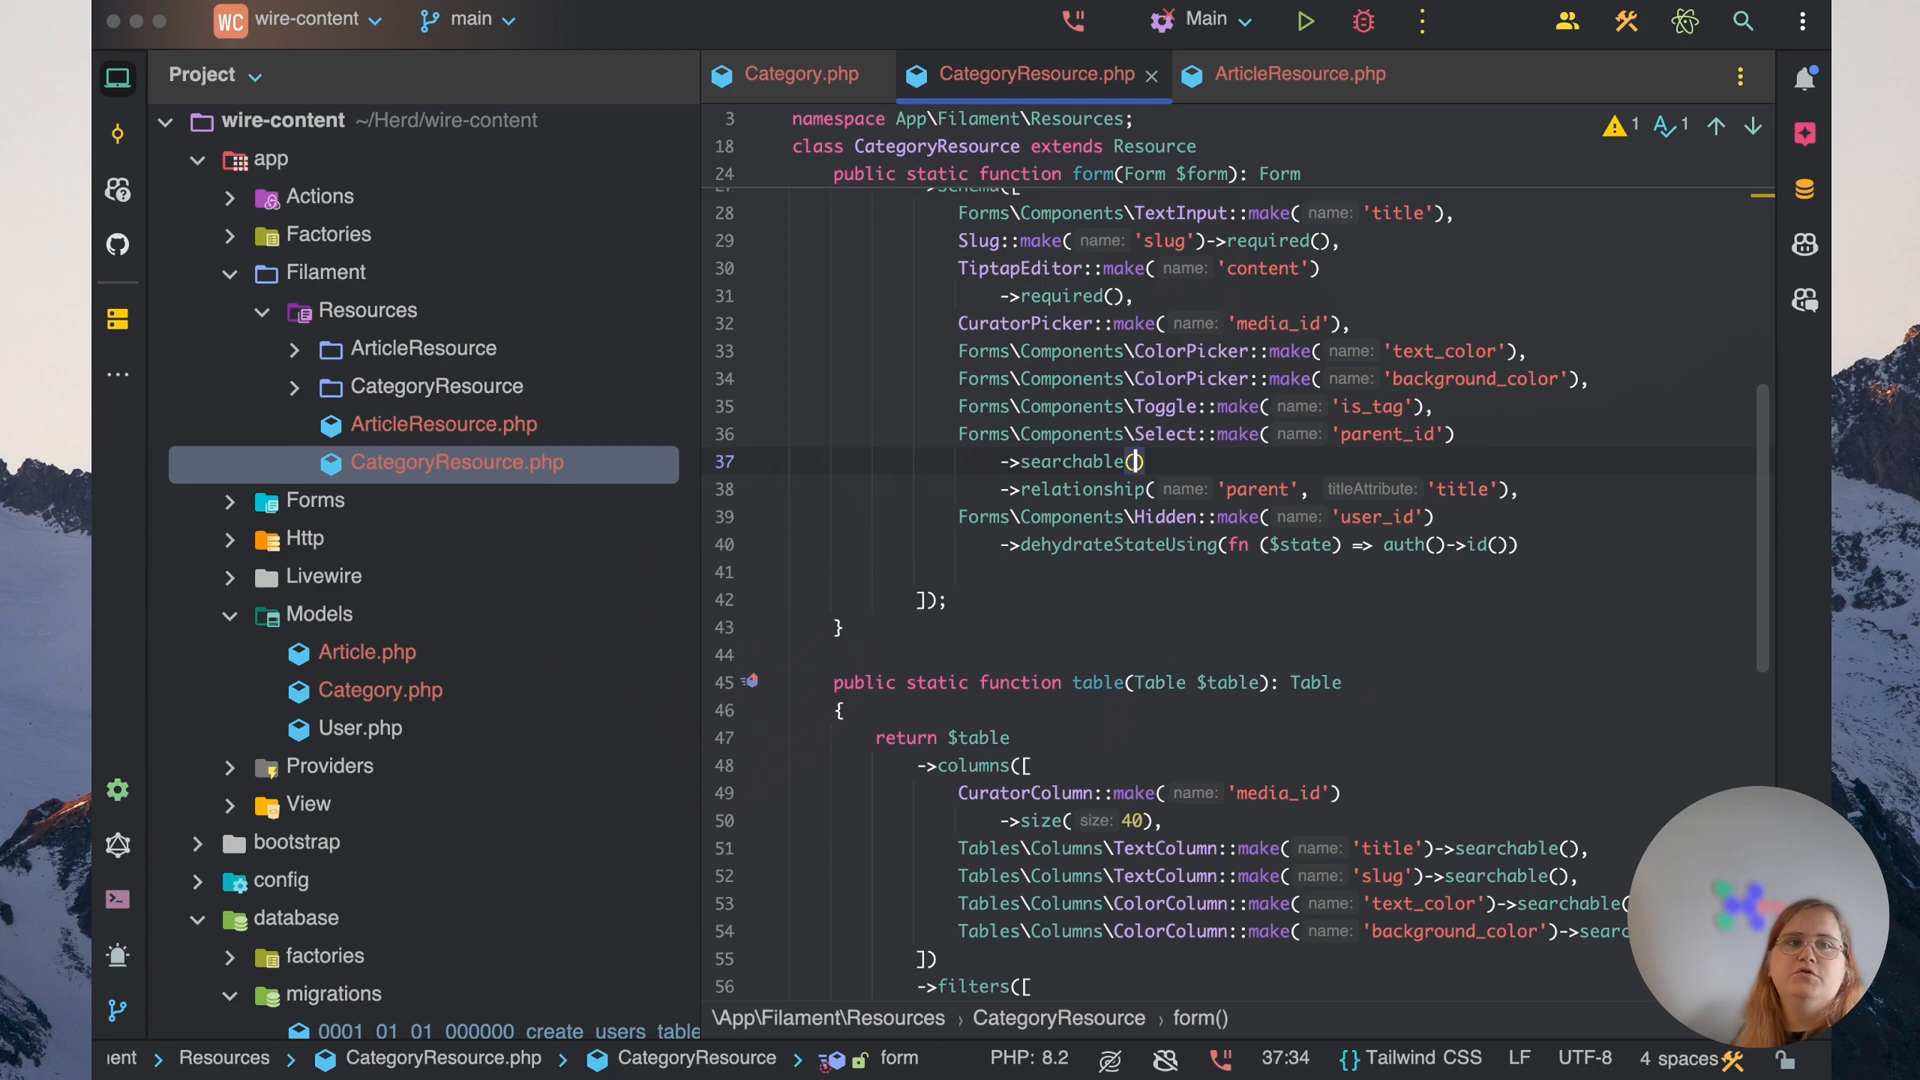 WC wire-content main Main
Project
Category.php CategoryResource.php ArticleResource.php
wire-content ~/Herd/wire-content
app
Actions
Factories
Filament
Resources
ArticleResource
CategoryResource
ArticleResource.php
CategoryResource.php
Forms
Http
Livewire
Models
Article.php
Category.php
User.php
Providers
View
bootstrap
config
database
factories
migrations
0001_01_01_000000_create_users_table
3 namespace App\Filament\Resources;
1 1
18 class CategoryResource extends Resource
24 public static function form(Form $form): Form
27 ->schema([
28 Forms\Components\TextInput::make( name: 'title'),
29 Slug::make( name: 'slug')->required(),
30 TiptapEditor::make( name: 'content')
31 ->required(),
32 CuratorPicker::make( name: 'media_id'),
33 Forms\Components\ColorPicker::make( name: 'text_color'),
34 Forms\Components\ColorPicker::make( name: 'background_color'),
35 Forms\Components\Toggle::make( name: 'is_tag'),
36 Forms\Components\Select::make( name: 'parent_id')
37 ->searchable()
38 ->relationship( name: 'parent', titleAttribute: 'title'),
39 Forms\Components\Hidden::make( name: 'user_id')
40 ->dehydrateStateUsing(fn ($state) => auth()->id())
41
42 ]);
43 }
44
45 public static function table(Table $table): Table
46 {
47 return $table
48 ->columns([
49 CuratorColumn::make( name: 'media_id')
50 ->size( size: 40),
51 Tables\Columns\TextColumn::make( name: 'title')->searchable(),
52 Tables\Columns\TextColumn::make( name: 'slug')->searchable(),
53 Tables\Columns\ColorColumn::make( name: 'text_color')->searchable(
54 Tables\Columns\ColorColumn::make( name: 'background_color')->searc
55 ])
56 ->filters([
\App\Filament\Resources › CategoryResource › form()
nent › Resources › CategoryResource.php › CategoryResource › form PHP: 8.2 37:34 {} Tailwind CSS LF UTF-8 4 spaces